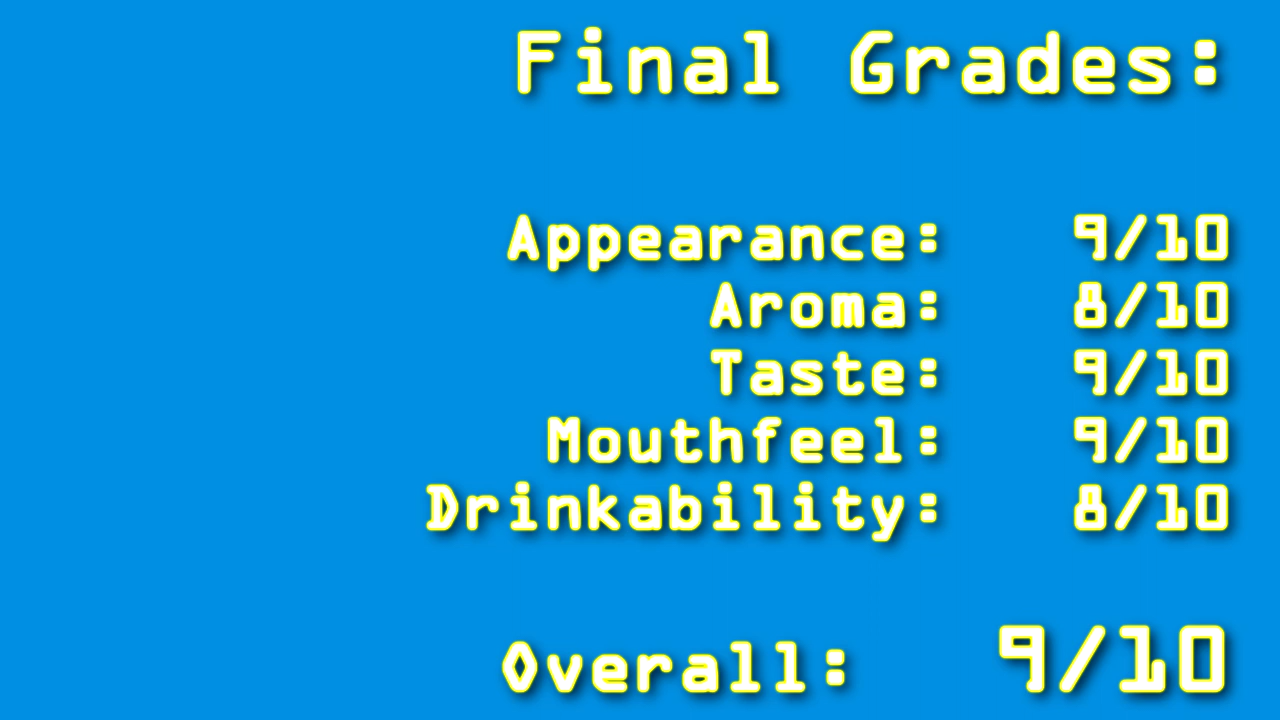 Final Grades:
Appearance: 9/10
Aroma: 8/10
Taste: 9/10
Mouthfeel: 9/10
Drinkability: 8/10
Overall: 9/10